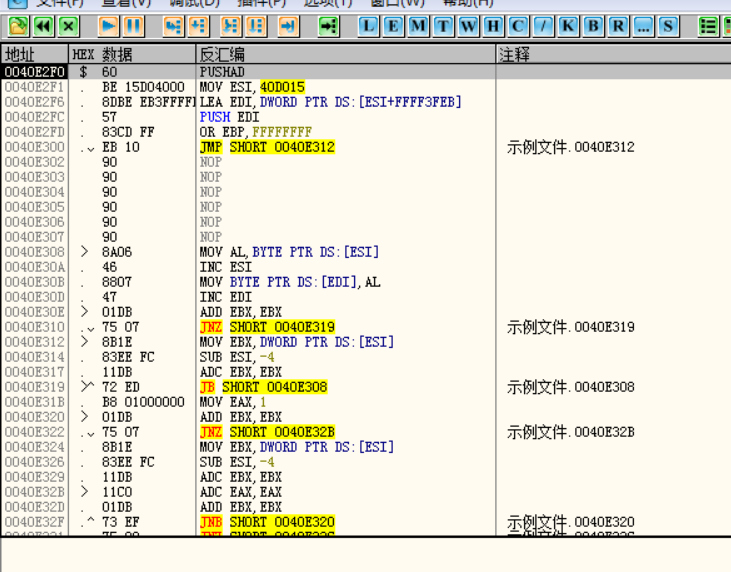 文件(F) 查看(V) 调试(D) 插件(P) 选项(T) 窗口(W) 帮助(H)
L E M T W H C / K B R ... S
地址 HEX 数据 反汇编 注释
0040E2F0 $ 60 PUSHAD
0040E2F1 . BE 15D04000 MOV ESI,40D015
0040E2F6 . 8DBE EB3FFFFF LEA EDI,DWORD PTR DS:[ESI+FFFF3FEB]
0040E2FC . 57 PUSH EDI
0040E2FD . 83CD FF OR EBP,FFFFFFFF
0040E300 . EB 10 JMP SHORT 0040E312 示例文件.0040E312
0040E302 90 NOP
0040E303 90 NOP
0040E304 90 NOP
0040E305 90 NOP
0040E306 90 NOP
0040E307 90 NOP
0040E308 > 8A06 MOV AL,BYTE PTR DS:[ESI]
0040E30A . 46 INC ESI
0040E30B . 8807 MOV BYTE PTR DS:[EDI],AL
0040E30D . 47 INC EDI
0040E30E > 01DB ADD EBX,EBX
0040E310 . 75 07 JNZ SHORT 0040E319 示例文件.0040E319
0040E312 > 8B1E MOV EBX,DWORD PTR DS:[ESI]
0040E314 . 83EE FC SUB ESI,-4
0040E317 . 11DB ADC EBX,EBX
0040E319 > 72 ED JB SHORT 0040E308 示例文件.0040E308
0040E31B . B8 01000000 MOV EAX,1
0040E320 > 01DB ADD EBX,EBX
0040E322 . 75 07 JNZ SHORT 0040E32B 示例文件.0040E32B
0040E324 . 8B1E MOV EBX,DWORD PTR DS:[ESI]
0040E326 . 83EE FC SUB ESI,-4
0040E329 . 11DB ADC EBX,EBX
0040E32B > 11C0 ADC EAX,EAX
0040E32D . 01DB ADD EBX,EBX
0040E32F .^ 73 EF JNB SHORT 0040E320 示例文件.0040E320